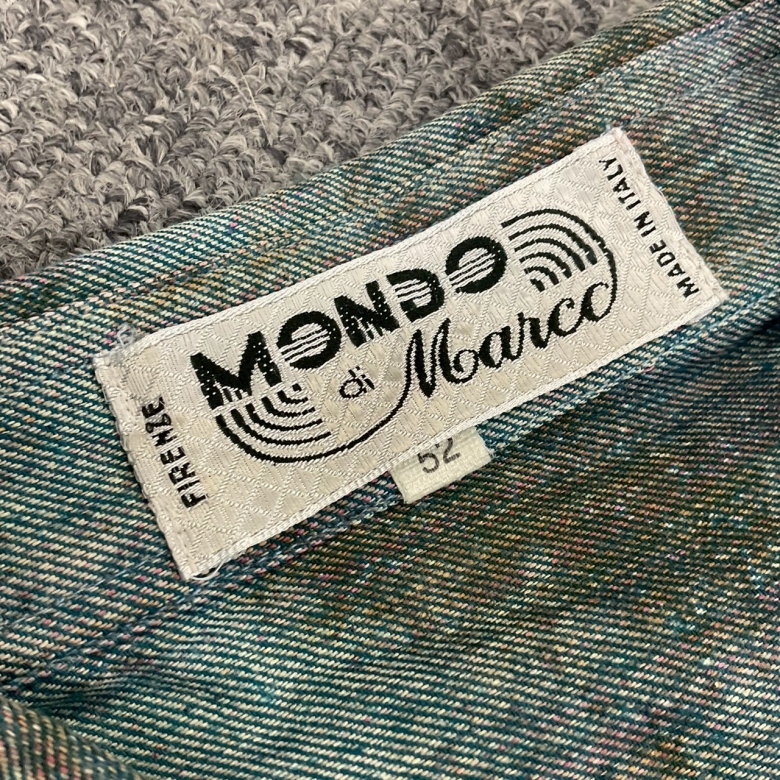 FIRENZE
MONDO
di Marco
MADE IN ITALY
52